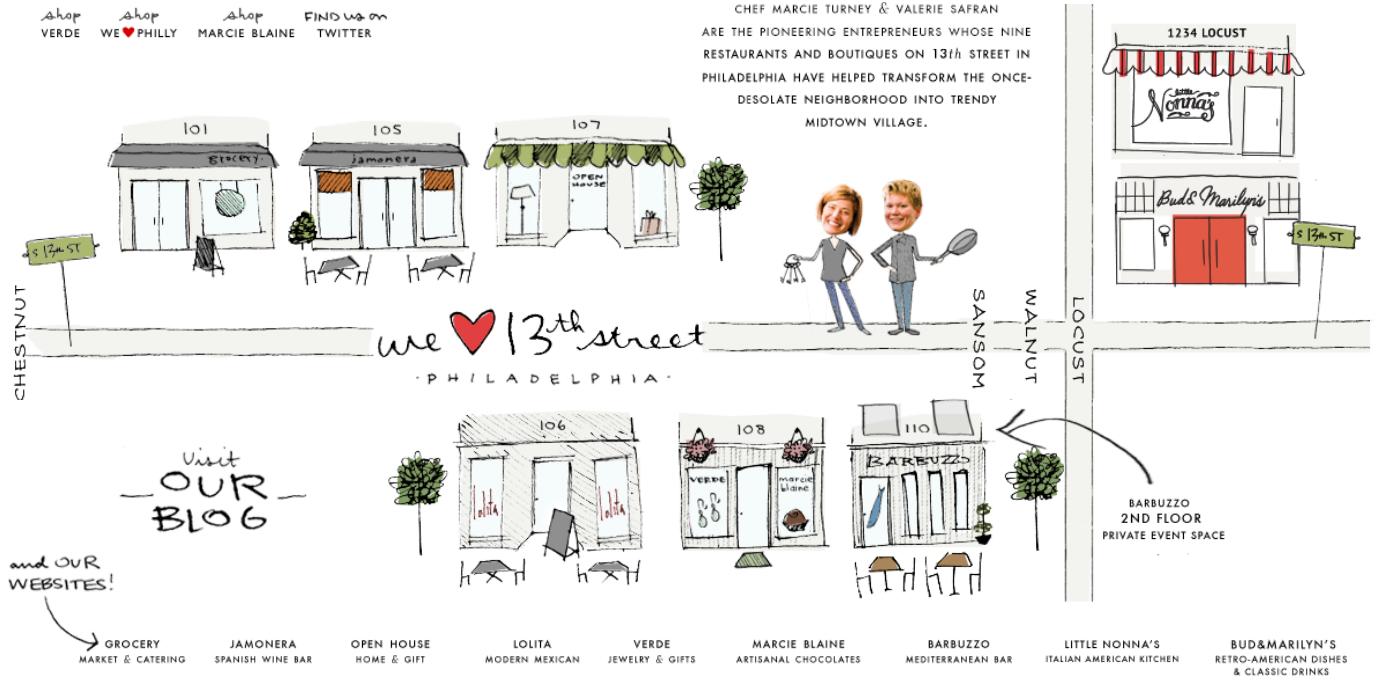 shop
VERDE
shop
WE ♥ PHILLY
shop
MARCIE BLAINE
FIND us on
TWITTER
CHEF MARCIE TURNEY & VALERIE SAFRAN
ARE THE PIONEERING ENTREPRENEURS WHOSE NINE
RESTAURANTS AND BOUTIQUES ON 13th STREET IN
PHILADELPHIA HAVE HELPED TRANSFORM THE ONCE-
DESOLATE NEIGHBORHOOD INTO TRENDY
MIDTOWN VILLAGE.
1234 LOCUST
little
Nonna's
Bud & Marilyn's
101
Grocery.
105
jamonera
107
OPEN
HOUSE
S 13th ST
S 13th ST
CHESTNUT
we ♥ 13th street
·PHILADELPHIA·
SANSOM
WALNUT
LOCUST
106
lolita
lolita
108
VERDE
marcie
blaine
110
BARBUZZO
BARBUZZO
2ND FLOOR
PRIVATE EVENT SPACE
Visit
OUR
BLOG
and OUR
WEBSITES!
GROCERY
MARKET & CATERING
JAMONERA
SPANISH WINE BAR
OPEN HOUSE
HOME & GIFT
LOLITA
MODERN MEXICAN
VERDE
JEWELRY & GIFTS
MARCIE BLAINE
ARTISANAL CHOCOLATES
BARBUZZO
MEDITERRANEAN BAR
LITTLE NONNA'S
ITALIAN AMERICAN KITCHEN
BUD&MARILYN'S
RETRO-AMERICAN DISHES
& CLASSIC DRINKS